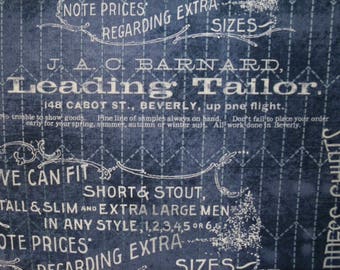 NOTE PRICES'
REGARDING EXTRA
SIZES
J. A. C. BARNARD,
Leading Tailor.
148 CABOT ST., BEVERLY, up one flight.
No trouble to show goods. Fine line of samples always on hand. Don't fail to place your order
early for your spring, summer, autumn or winter suit. All work done in Beverly.
WE CAN FIT
SHORT & STOUT,
TALL & SLIM AND EXTRA LARGE MEN
IN ANY STYLE, 1,2,3,4,5 OR 6.
NOTE PRICES'
REGARDING EXTRA
SIZES
DRESS SHIRTS